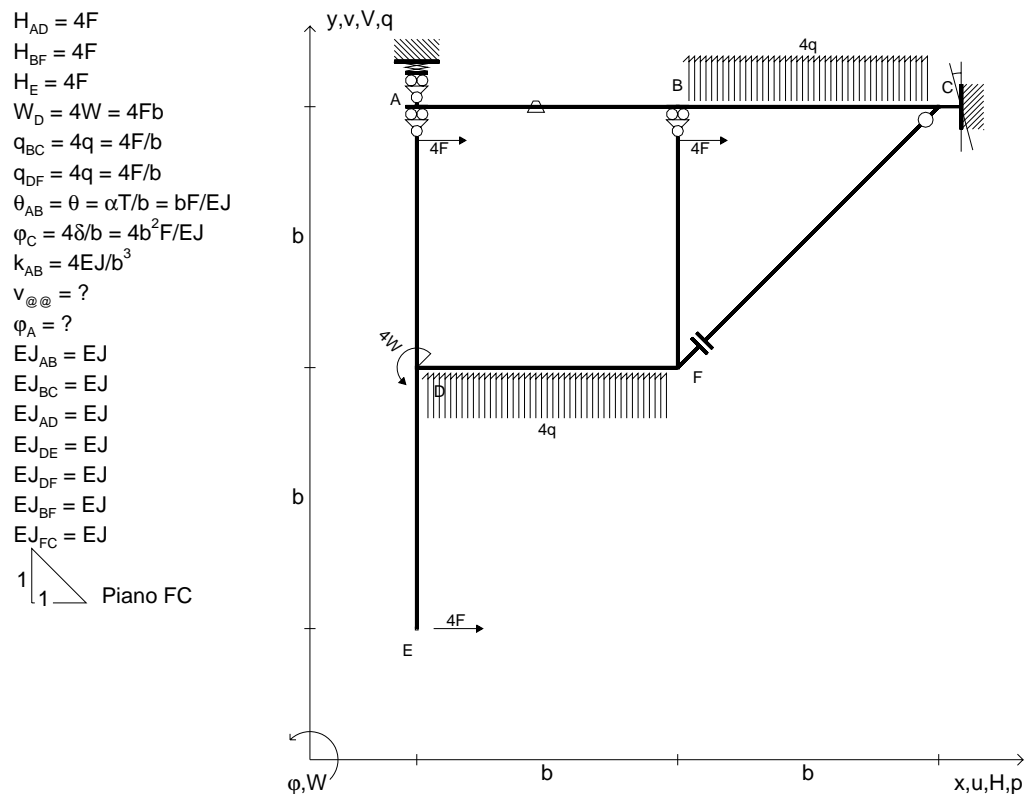 H_AD = 4F
H_BF = 4F
H_E = 4F
W_D = 4W = 4Fb
q_BC = 4q = 4F/b
q_DF = 4q = 4F/b
θ_AB = θ = αT/b = bF/EJ
φ_C = 4δ/b = 4b²F/EJ
k_AB = 4EJ/b³
v_@@ = ?
φ_A = ?
EJ_AB = EJ
EJ_BC = EJ
EJ_AD = EJ
EJ_DE = EJ
EJ_DF = EJ
EJ_BF = EJ
EJ_FC = EJ
1
1
Piano FC
y,v,V,q
4q
A
B
C
4F
4F
b
4W
D
F
4q
b
4F
E
φ,W
b
b
x,u,H,p